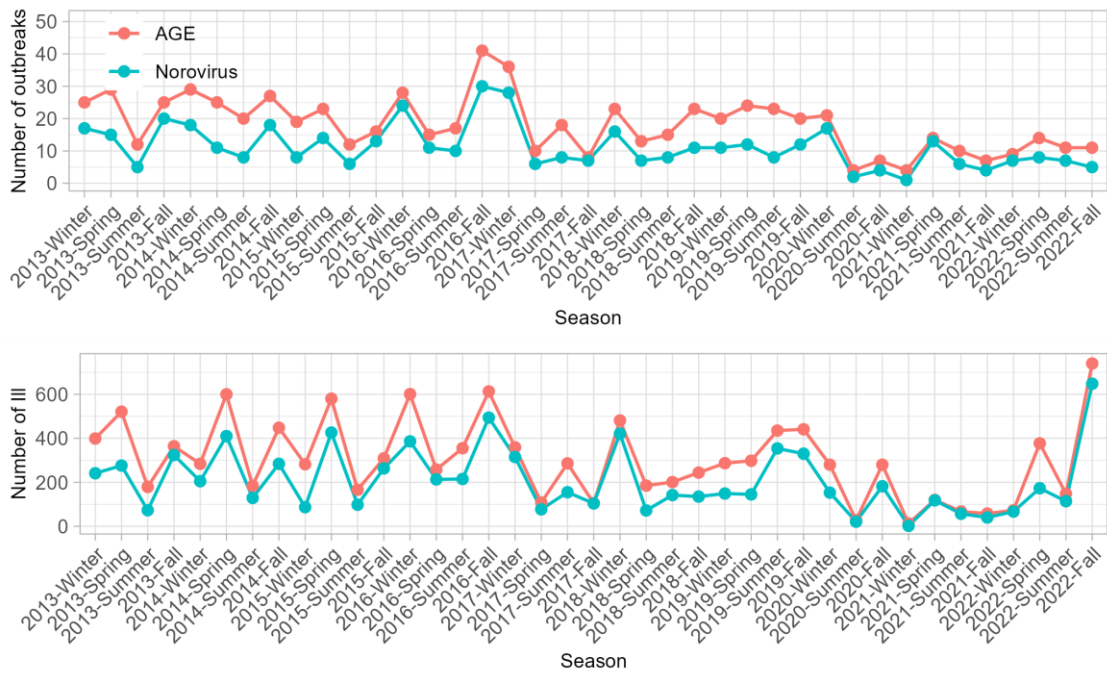 Number of outbreaks
50
40
30
20
10
0
AGE
Norovirus
2013-Winter
2013-Spring
2013-Summer
2013-Fall
2014-Winter
2014-Spring
2014-Summer
2014-Fall
2015-Winter
2015-Spring
2015-Summer
2015-Fall
2016-Winter
2016-Spring
2016-Summer
2016-Fall
2017-Winter
2017-Spring
2017-Summer
2017-Fall
2018-Winter
2018-Spring
2018-Summer
2018-Fall
2019-Winter
2019-Spring
2019-Summer
2019-Fall
2020-Winter
2020-Summer
2020-Fall
2021-Winter
2021-Spring
2021-Summer
2021-Fall
2022-Winter
2022-Spring
2022-Summer
2022-Fall
Season
Number of Ill
600
400
200
0
2013-Winter
2013-Spring
2013-Summer
2013-Fall
2014-Winter
2014-Spring
2014-Summer
2014-Fall
2015-Winter
2015-Spring
2015-Summer
2015-Fall
2016-Winter
2016-Spring
2016-Summer
2016-Fall
2017-Winter
2017-Spring
2017-Summer
2017-Fall
2018-Winter
2018-Spring
2018-Summer
2018-Fall
2019-Winter
2019-Spring
2019-Summer
2019-Fall
2020-Winter
2020-Summer
2020-Fall
2021-Winter
2021-Spring
2021-Summer
2021-Fall
2022-Winter
2022-Spring
2022-Summer
2022-Fall
Season